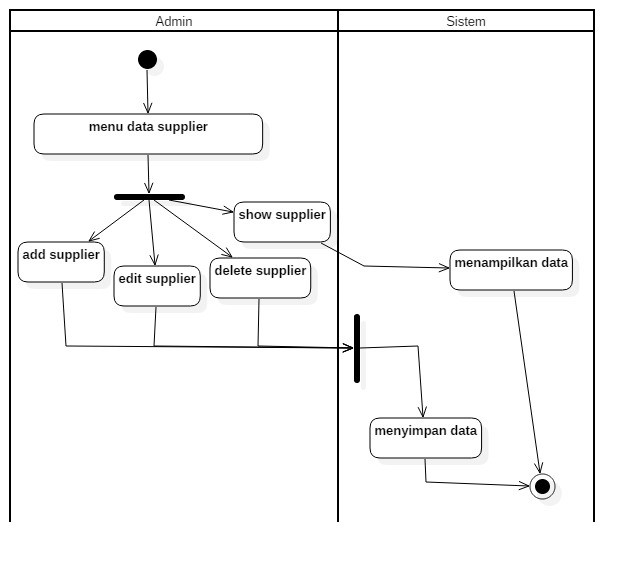 Admin
Sistem
menu data supplier
show supplier
add supplier
edit supplier
delete supplier
menampilkan data
menyimpan data